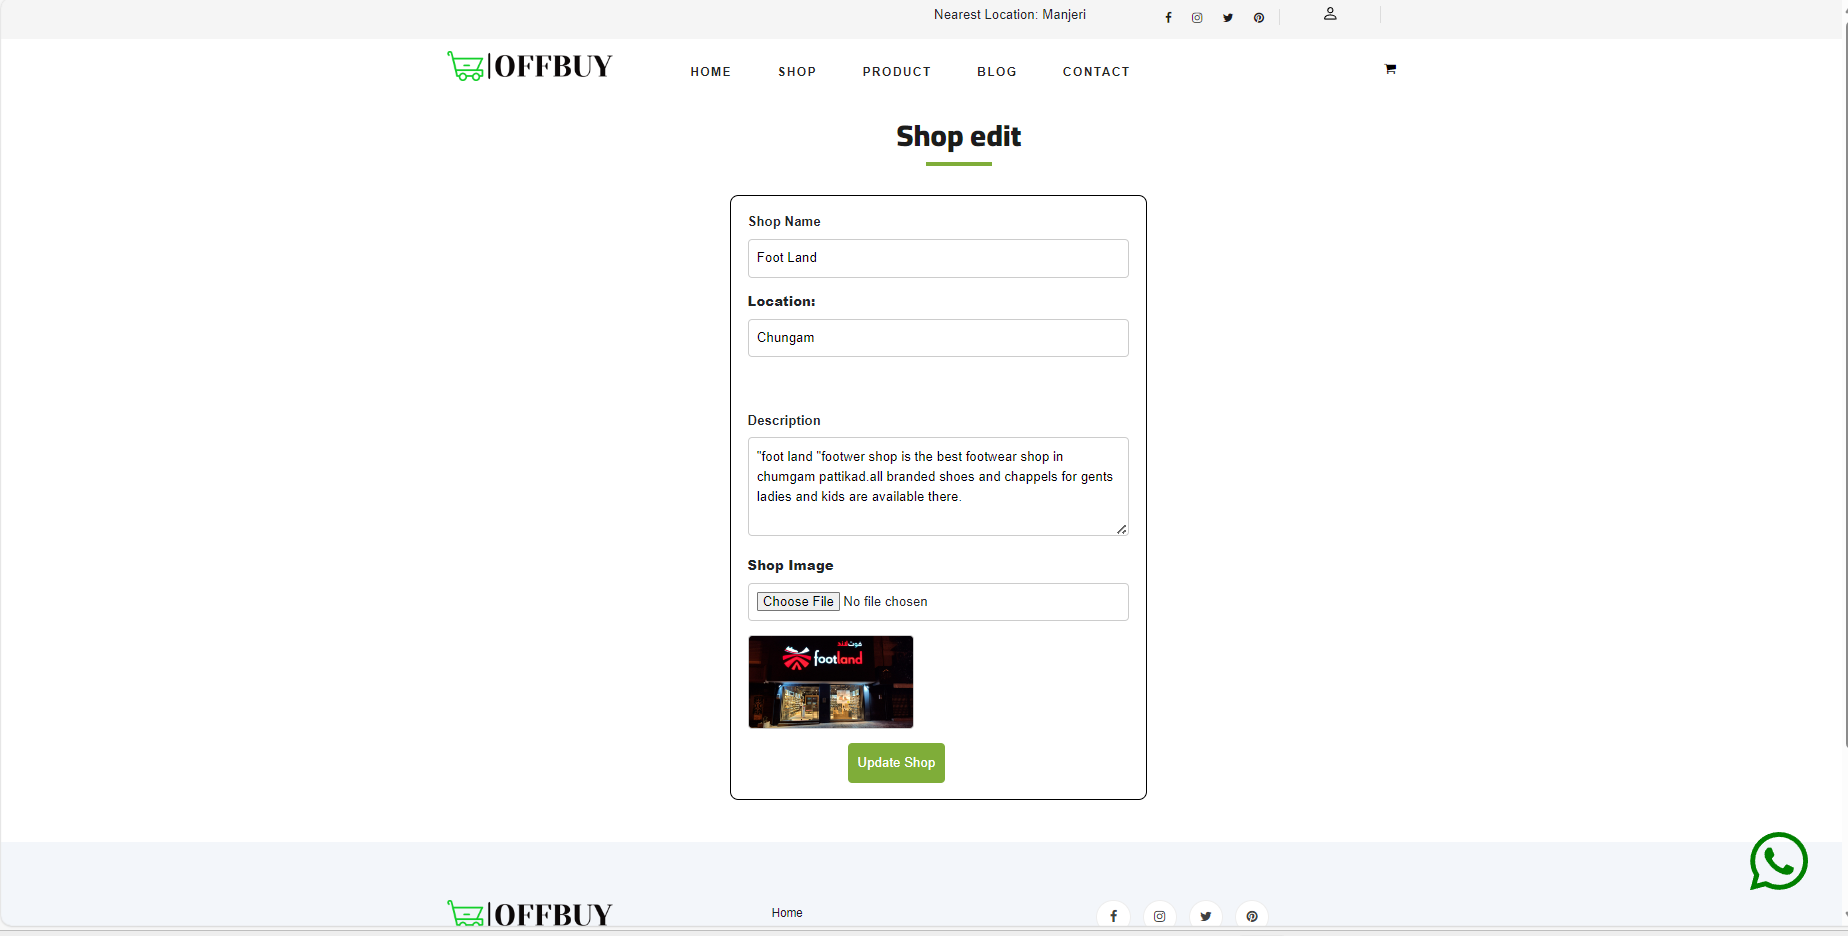 Nearest Location: Manjeri
OFFBUY
HOME SHOP PRODUCT BLOG CONTACT
Shop edit
Shop Name
Foot Land
Location:
Chungam
Description
"foot land "footwer shop is the best footwear shop in
chumgam pattikad.all branded shoes and chappels for gents
ladies and kids are available there.
Shop Image
Choose File No file chosen
footland
Update Shop
OFFBUY
Home